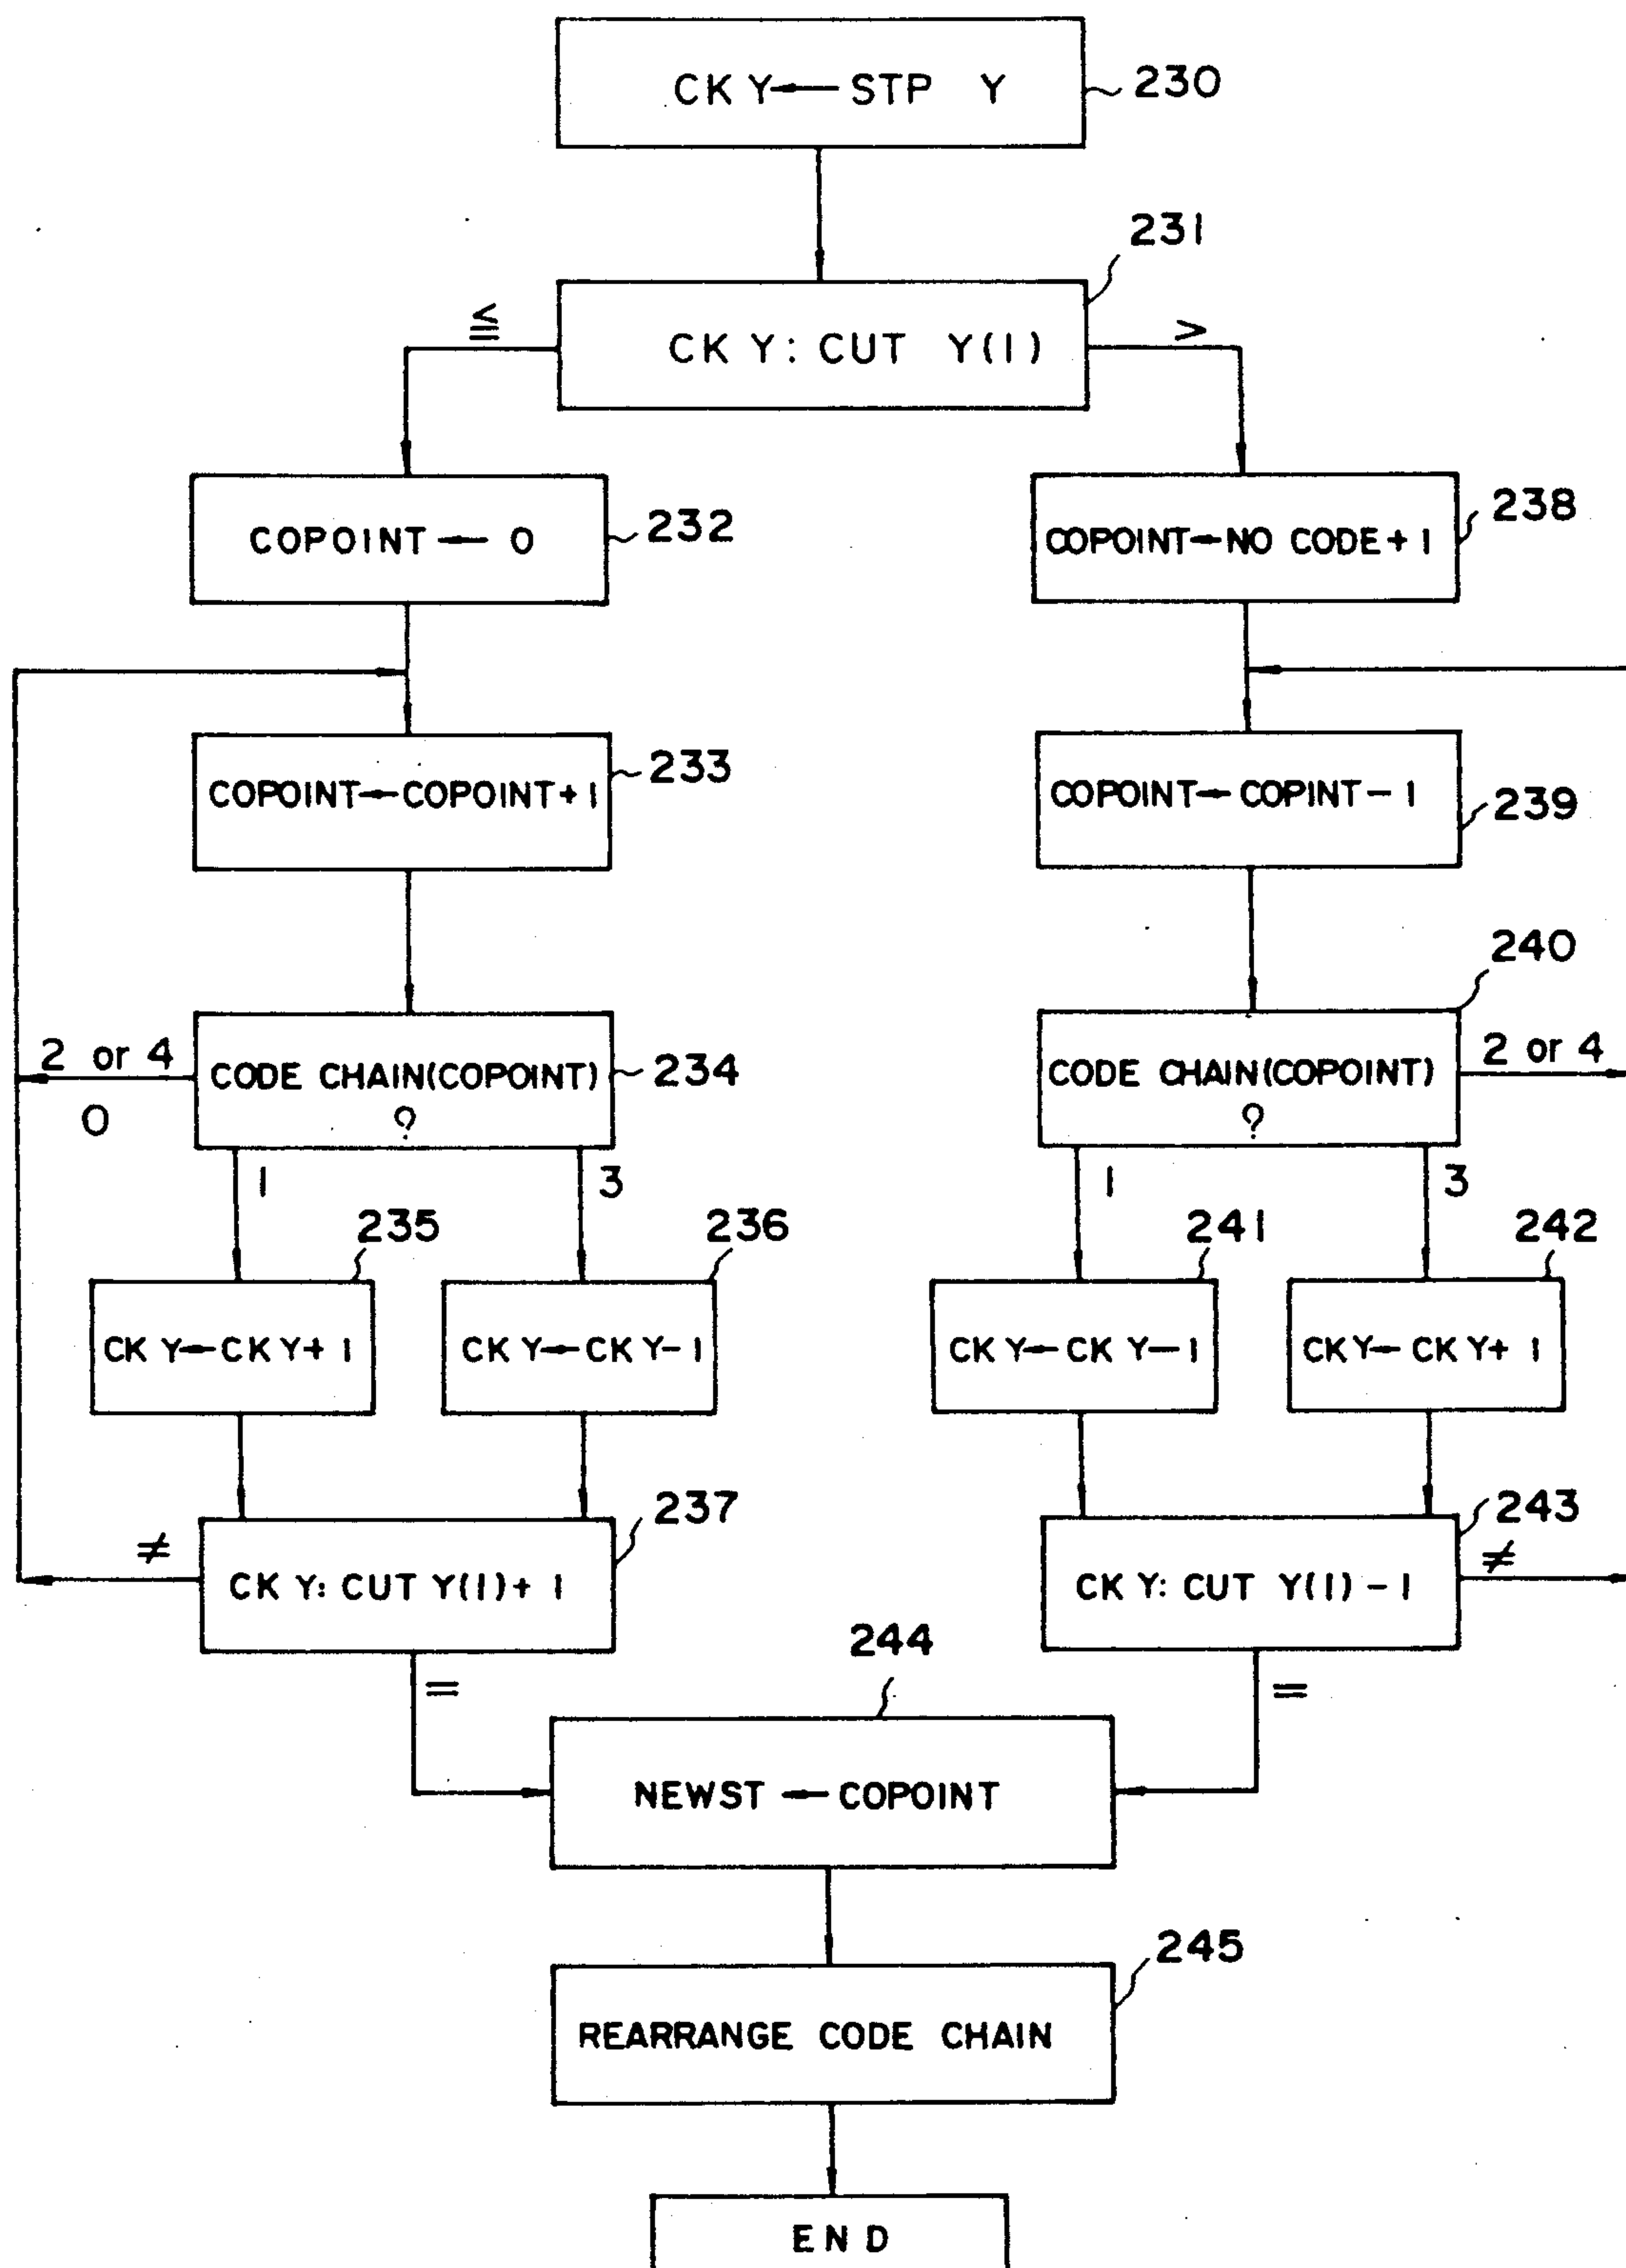 CK Y ← STP Y
230
231
≦
CK Y: CUT Y(1)
>
COPOINT ← 0
232
COPOINT←NO CODE+1
238
COPOINT←COPOINT+1
233
COPOINT←COPINT-1
239
240
2 or 4
0
CODE CHAIN(COPOINT)
?
234
CODE CHAIN(COPOINT)
?
2 or 4
1
3
1
3
235
236
241
242
CK Y←CK Y+1
CK Y←CK Y-1
CK Y←CK Y-1
CK Y←CK Y+1
237
243
≠
CK Y: CUT Y(1)+1
CK Y: CUT Y(1)-1
≠
=
=
244
NEWST ← COPOINT
245
REARRANGE CODE CHAIN
END